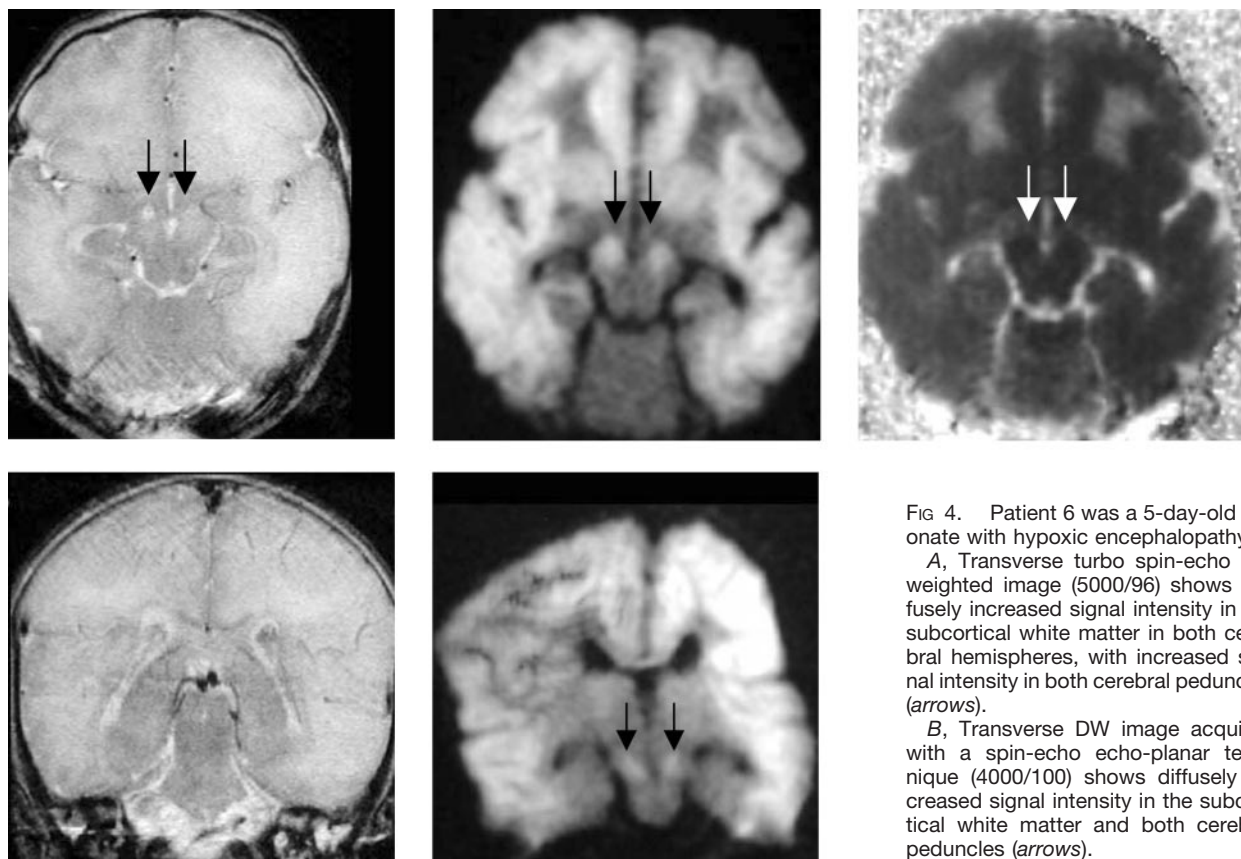 FIG 4. Patient 6 was a 5-day-old
onate with hypoxic encephalopathy
A, Transverse turbo spin-echo
weighted image (5000/96) shows
fusely increased signal intensity in
subcortical white matter in both ce
bral hemispheres, with increased s
nal intensity in both cerebral pedunc
(arrows).
B, Transverse DW image acqui
with a spin-echo echo-planar te
nique (4000/100) shows diffusely
creased signal intensity in the subc
tical white matter and both cereb
peduncles (arrows).